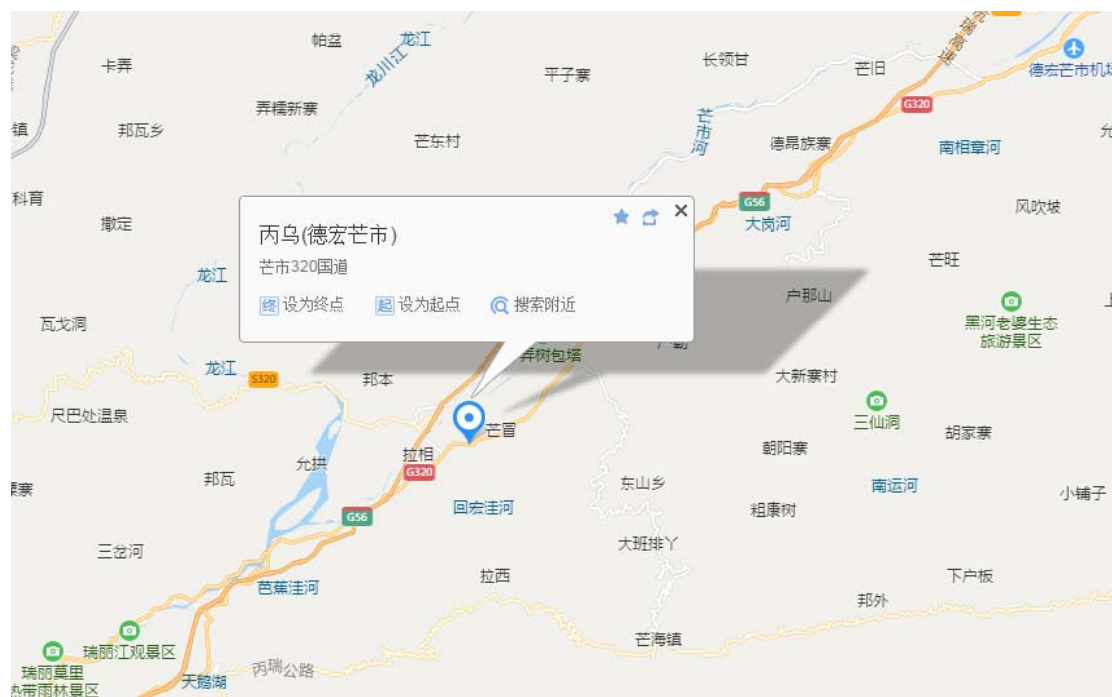 杭瑞高速
帕盆
龙江
龙川江
卡弄
平子寨
长领甘
芒旧
德宏芒市机场
G320
弄糯新寨
镇
邦瓦乡
芒东村
芒市河
德昂族寨
南相章河
允
科育
撒定
G56
大岗河
风吹坡
丙乌(德宏芒市)
芒市320国道
终 设为终点
起 设为起点
搜索附近
龙江
芒旺
户那山
瓦戈洞
黑河老婆生态
旅游景区
上
弄树包塔
龙江
S320
邦本
大新寨村
尺巴处温泉
三仙洞
芒冒
胡家寨
拉相
朝阳寨
允拱
G320
邦瓦
东山乡
南运河
寨
小铺子
回宏洼河
粗康树
G56
三岔河
大班排丫
拉西
下户板
芭蕉洼河
邦外
瑞丽江观景区
芒海镇
瑞丽莫里
热带雨林景区
天鹅湖
丙瑞公路